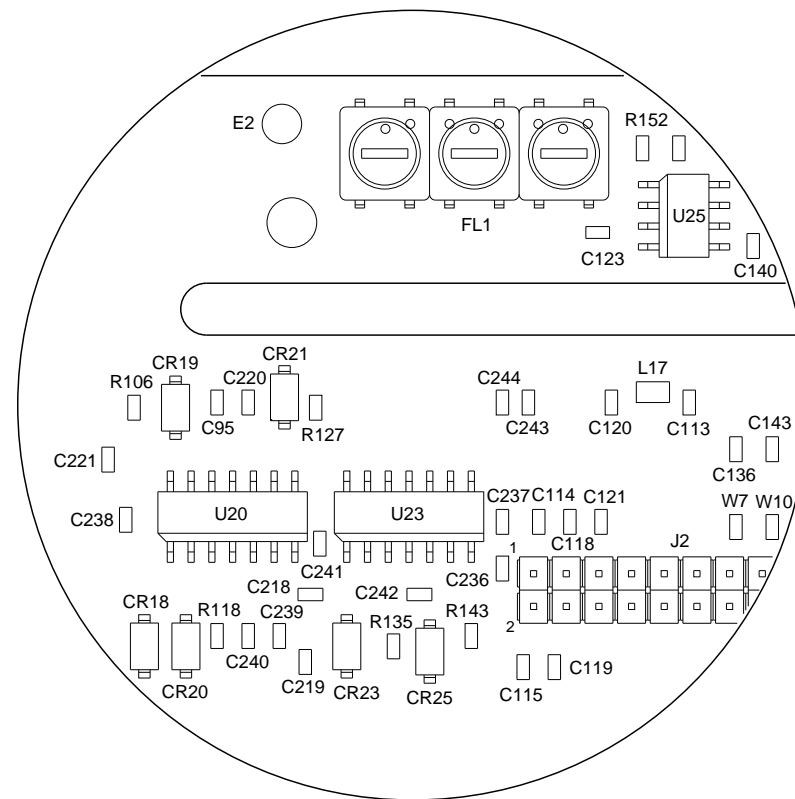 E2
R152
FL1
U25
C123
C140
CR19
CR21
R106
C220
C95
R127
C244
C243
L17
C120
C113
C143
C136
C221
C238
U20
U23
C237
C114
C121
W7
W10
C241
C236
1
C118
J2
C218
C242
2
CR18
R118
C239
R135
R143
C240
C219
CR20
CR23
CR25
C115
C119